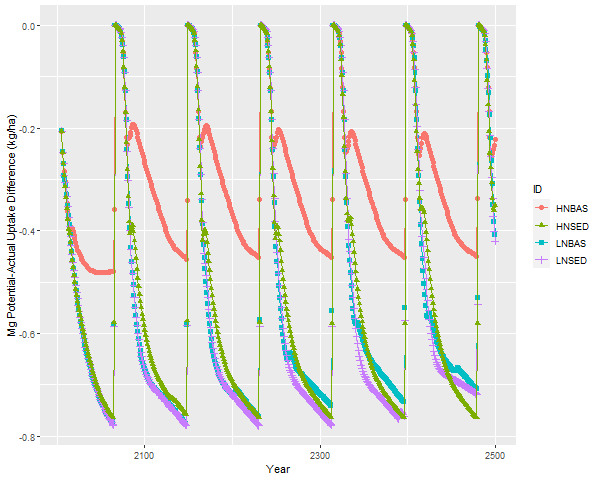 0.0
-0.2
-0.4
-0.6
-0.8
Mg Potential-Actual Uptake Difference (kg/ha)
2100
2300
2500
Year
ID
HNBAS
HNSED
LNBAS
LNSED